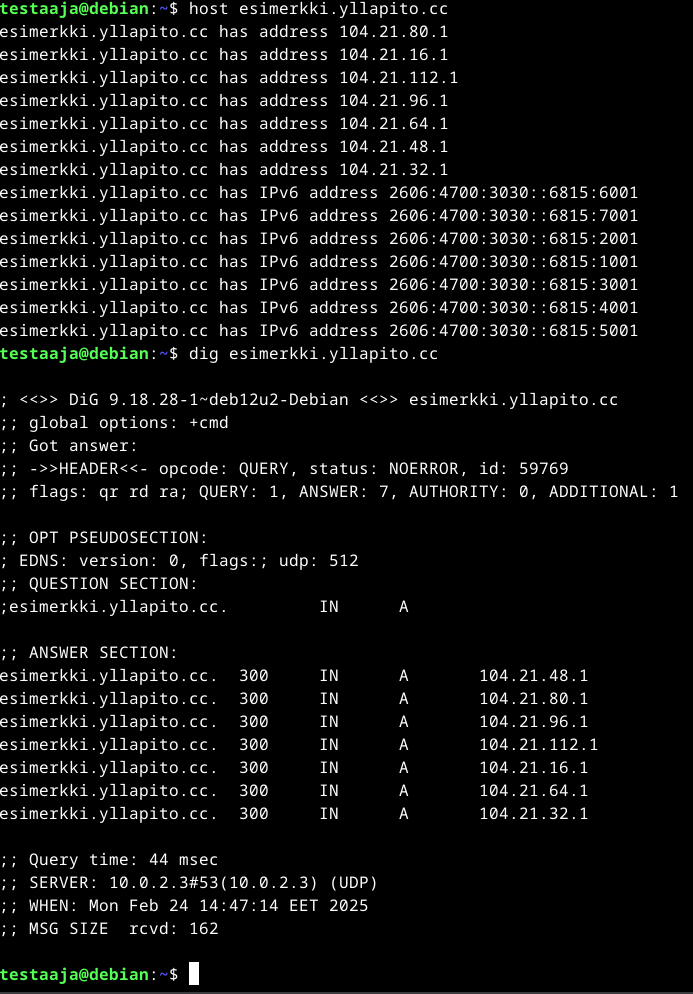 testaaja@debian:~$ host esimerkki.yllapito.cc
esimerkki.yllapito.cc has address 104.21.80.1
esimerkki.yllapito.cc has address 104.21.16.1
esimerkki.yllapito.cc has address 104.21.112.1
esimerkki.yllapito.cc has address 104.21.96.1
esimerkki.yllapito.cc has address 104.21.64.1
esimerkki.yllapito.cc has address 104.21.48.1
esimerkki.yllapito.cc has address 104.21.32.1
esimerkki.yllapito.cc has IPv6 address 2606:4700:3030::6815:6001
esimerkki.yllapito.cc has IPv6 address 2606:4700:3030::6815:7001
esimerkki.yllapito.cc has IPv6 address 2606:4700:3030::6815:2001
esimerkki.yllapito.cc has IPv6 address 2606:4700:3030::6815:1001
esimerkki.yllapito.cc has IPv6 address 2606:4700:3030::6815:3001
esimerkki.yllapito.cc has IPv6 address 2606:4700:3030::6815:4001
esimerkki.yllapito.cc has IPv6 address 2606:4700:3030::6815:5001
testaaja@debian:~$ dig esimerkki.yllapito.cc

; <<>> DiG 9.18.28-1~deb12u2-Debian <<>> esimerkki.yllapito.cc
;; global options: +cmd
;; Got answer:
;; ->>HEADER<<- opcode: QUERY, status: NOERROR, id: 59769
;; flags: qr rd ra; QUERY: 1, ANSWER: 7, AUTHORITY: 0, ADDITIONAL: 1

;; OPT PSEUDOSECTION:
; EDNS: version: 0, flags:; udp: 512
;; QUESTION SECTION:
;esimerkki.yllapito.cc.         IN      A

;; ANSWER SECTION:
esimerkki.yllapito.cc.  300     IN      A       104.21.48.1
esimerkki.yllapito.cc.  300     IN      A       104.21.80.1
esimerkki.yllapito.cc.  300     IN      A       104.21.96.1
esimerkki.yllapito.cc.  300     IN      A       104.21.112.1
esimerkki.yllapito.cc.  300     IN      A       104.21.16.1
esimerkki.yllapito.cc.  300     IN      A       104.21.64.1
esimerkki.yllapito.cc.  300     IN      A       104.21.32.1

;; Query time: 44 msec
;; SERVER: 10.0.2.3#53(10.0.2.3) (UDP)
;; WHEN: Mon Feb 24 14:47:14 EET 2025
;; MSG SIZE  rcvd: 162

testaaja@debian:~$